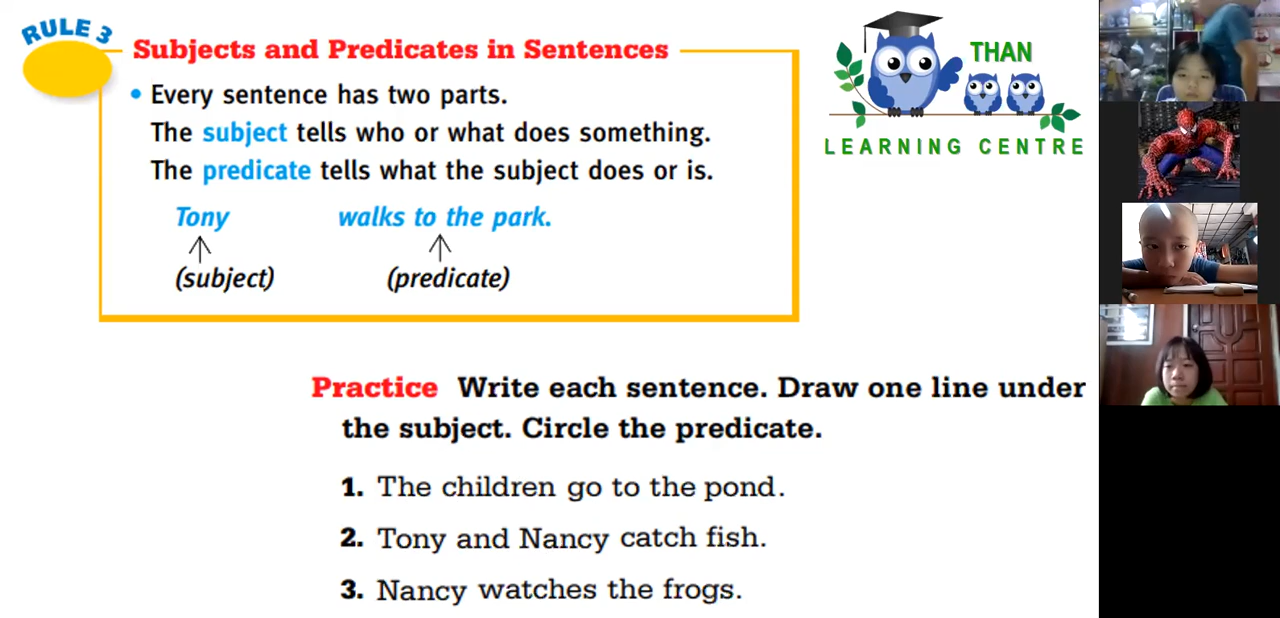 RULE 3
Subjects and Predicates in Sentences
• Every sentence has two parts.
The subject tells who or what does something.
The predicate tells what the subject does or is.
Tony walks to the park.
(subject) (predicate)
THAN
LEARNING CENTRE
Practice Write each sentence. Draw one line under
the subject. Circle the predicate.
1. The children go to the pond.
2. Tony and Nancy catch fish.
3. Nancy watches the frogs.